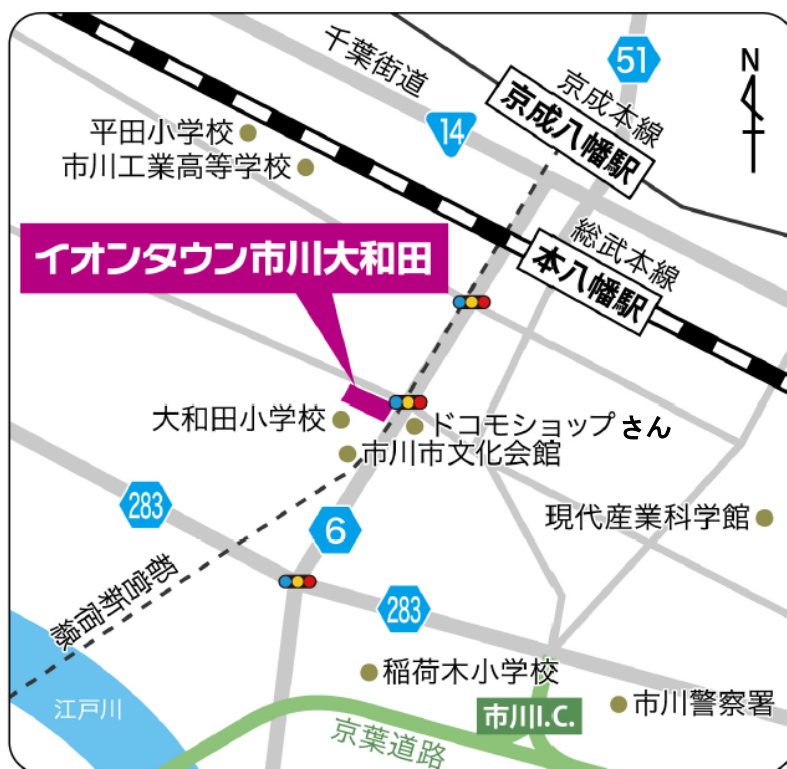 千葉街道
51
N
京成本線
京成八幡駅
14
平田小学校
市川工業高等学校
総武本線
本八幡駅
イオンタウン市川大和田
大和田小学校
ドコモショップさん
市川市文化会館
283
6
現代産業科学館
都営新宿線
283
稲荷木小学校
江戸川
市川I.C.
市川警察署
京葉道路